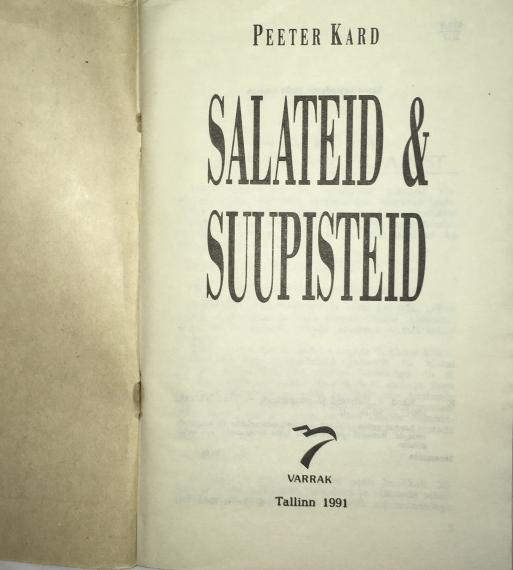 PEETER KARD
SALATEID &
SUUPISTEID
VARRAK
Tallinn 1991